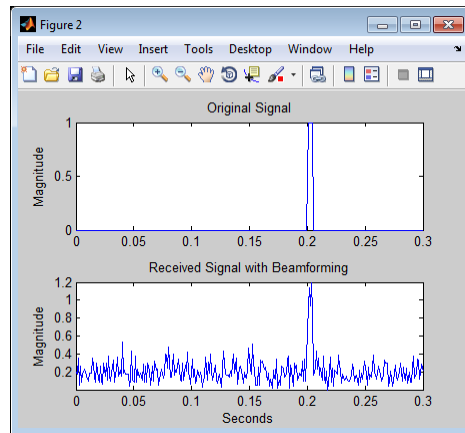 Figure 2
File Edit View Insert Tools Desktop Window Help
Original Signal
Magnitude
1
0.5
0
0 0.05 0.1 0.15 0.2 0.25 0.3
Received Signal with Beamforming
Magnitude
1.2
1
0.8
0.6
0.4
0.2
0 0.05 0.1 0.15 0.2 0.25 0.3
Seconds